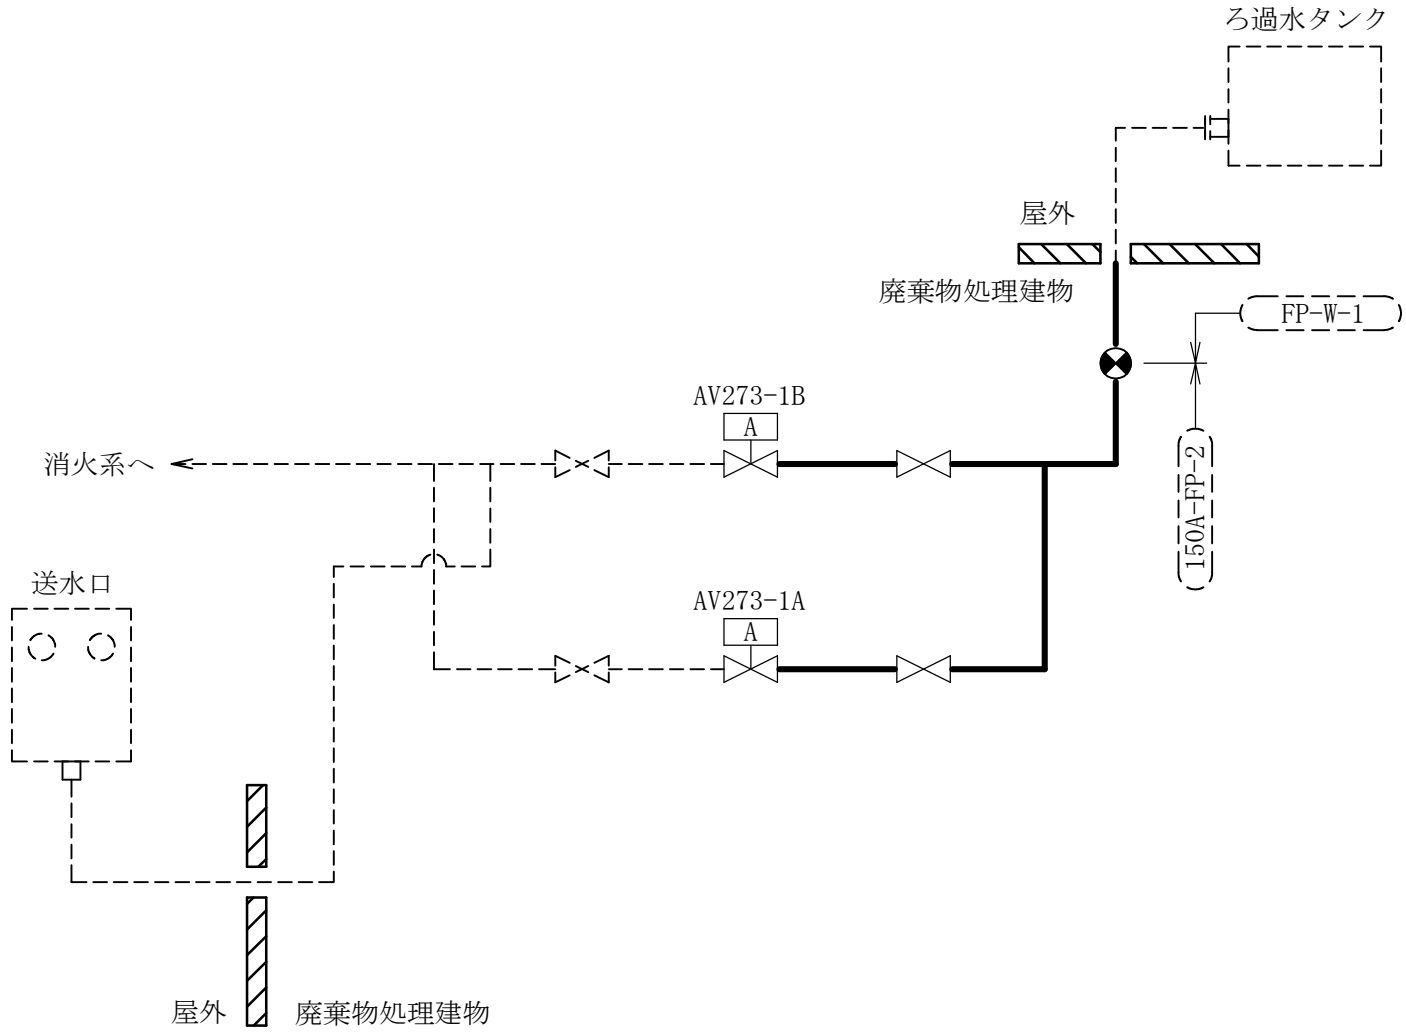 ろ過水タンク
屋外
廃棄物処理建物
FP-W-1
AV273-1B
A
消火系へ
150A-FP-2
送水口
AV273-1A
A
屋外
廃棄物処理建物